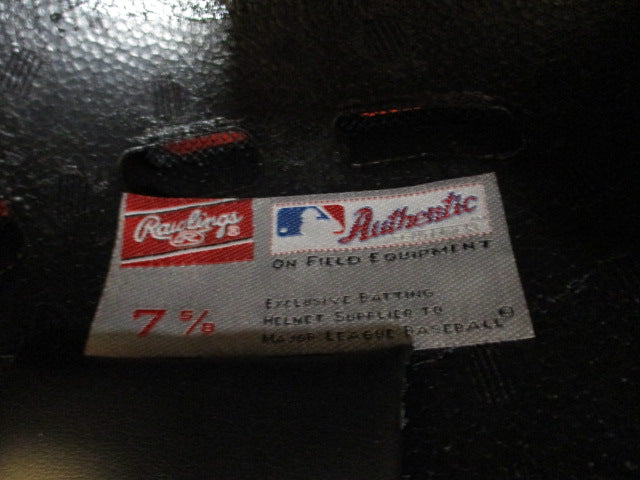 Rawlings®
Authentic
ON FIELD EQUIPMENT
7 5/8
EXCLUSIVE BATTING
HELMET SUPPLIER TO
MAJOR LEAGUE BASEBALL®